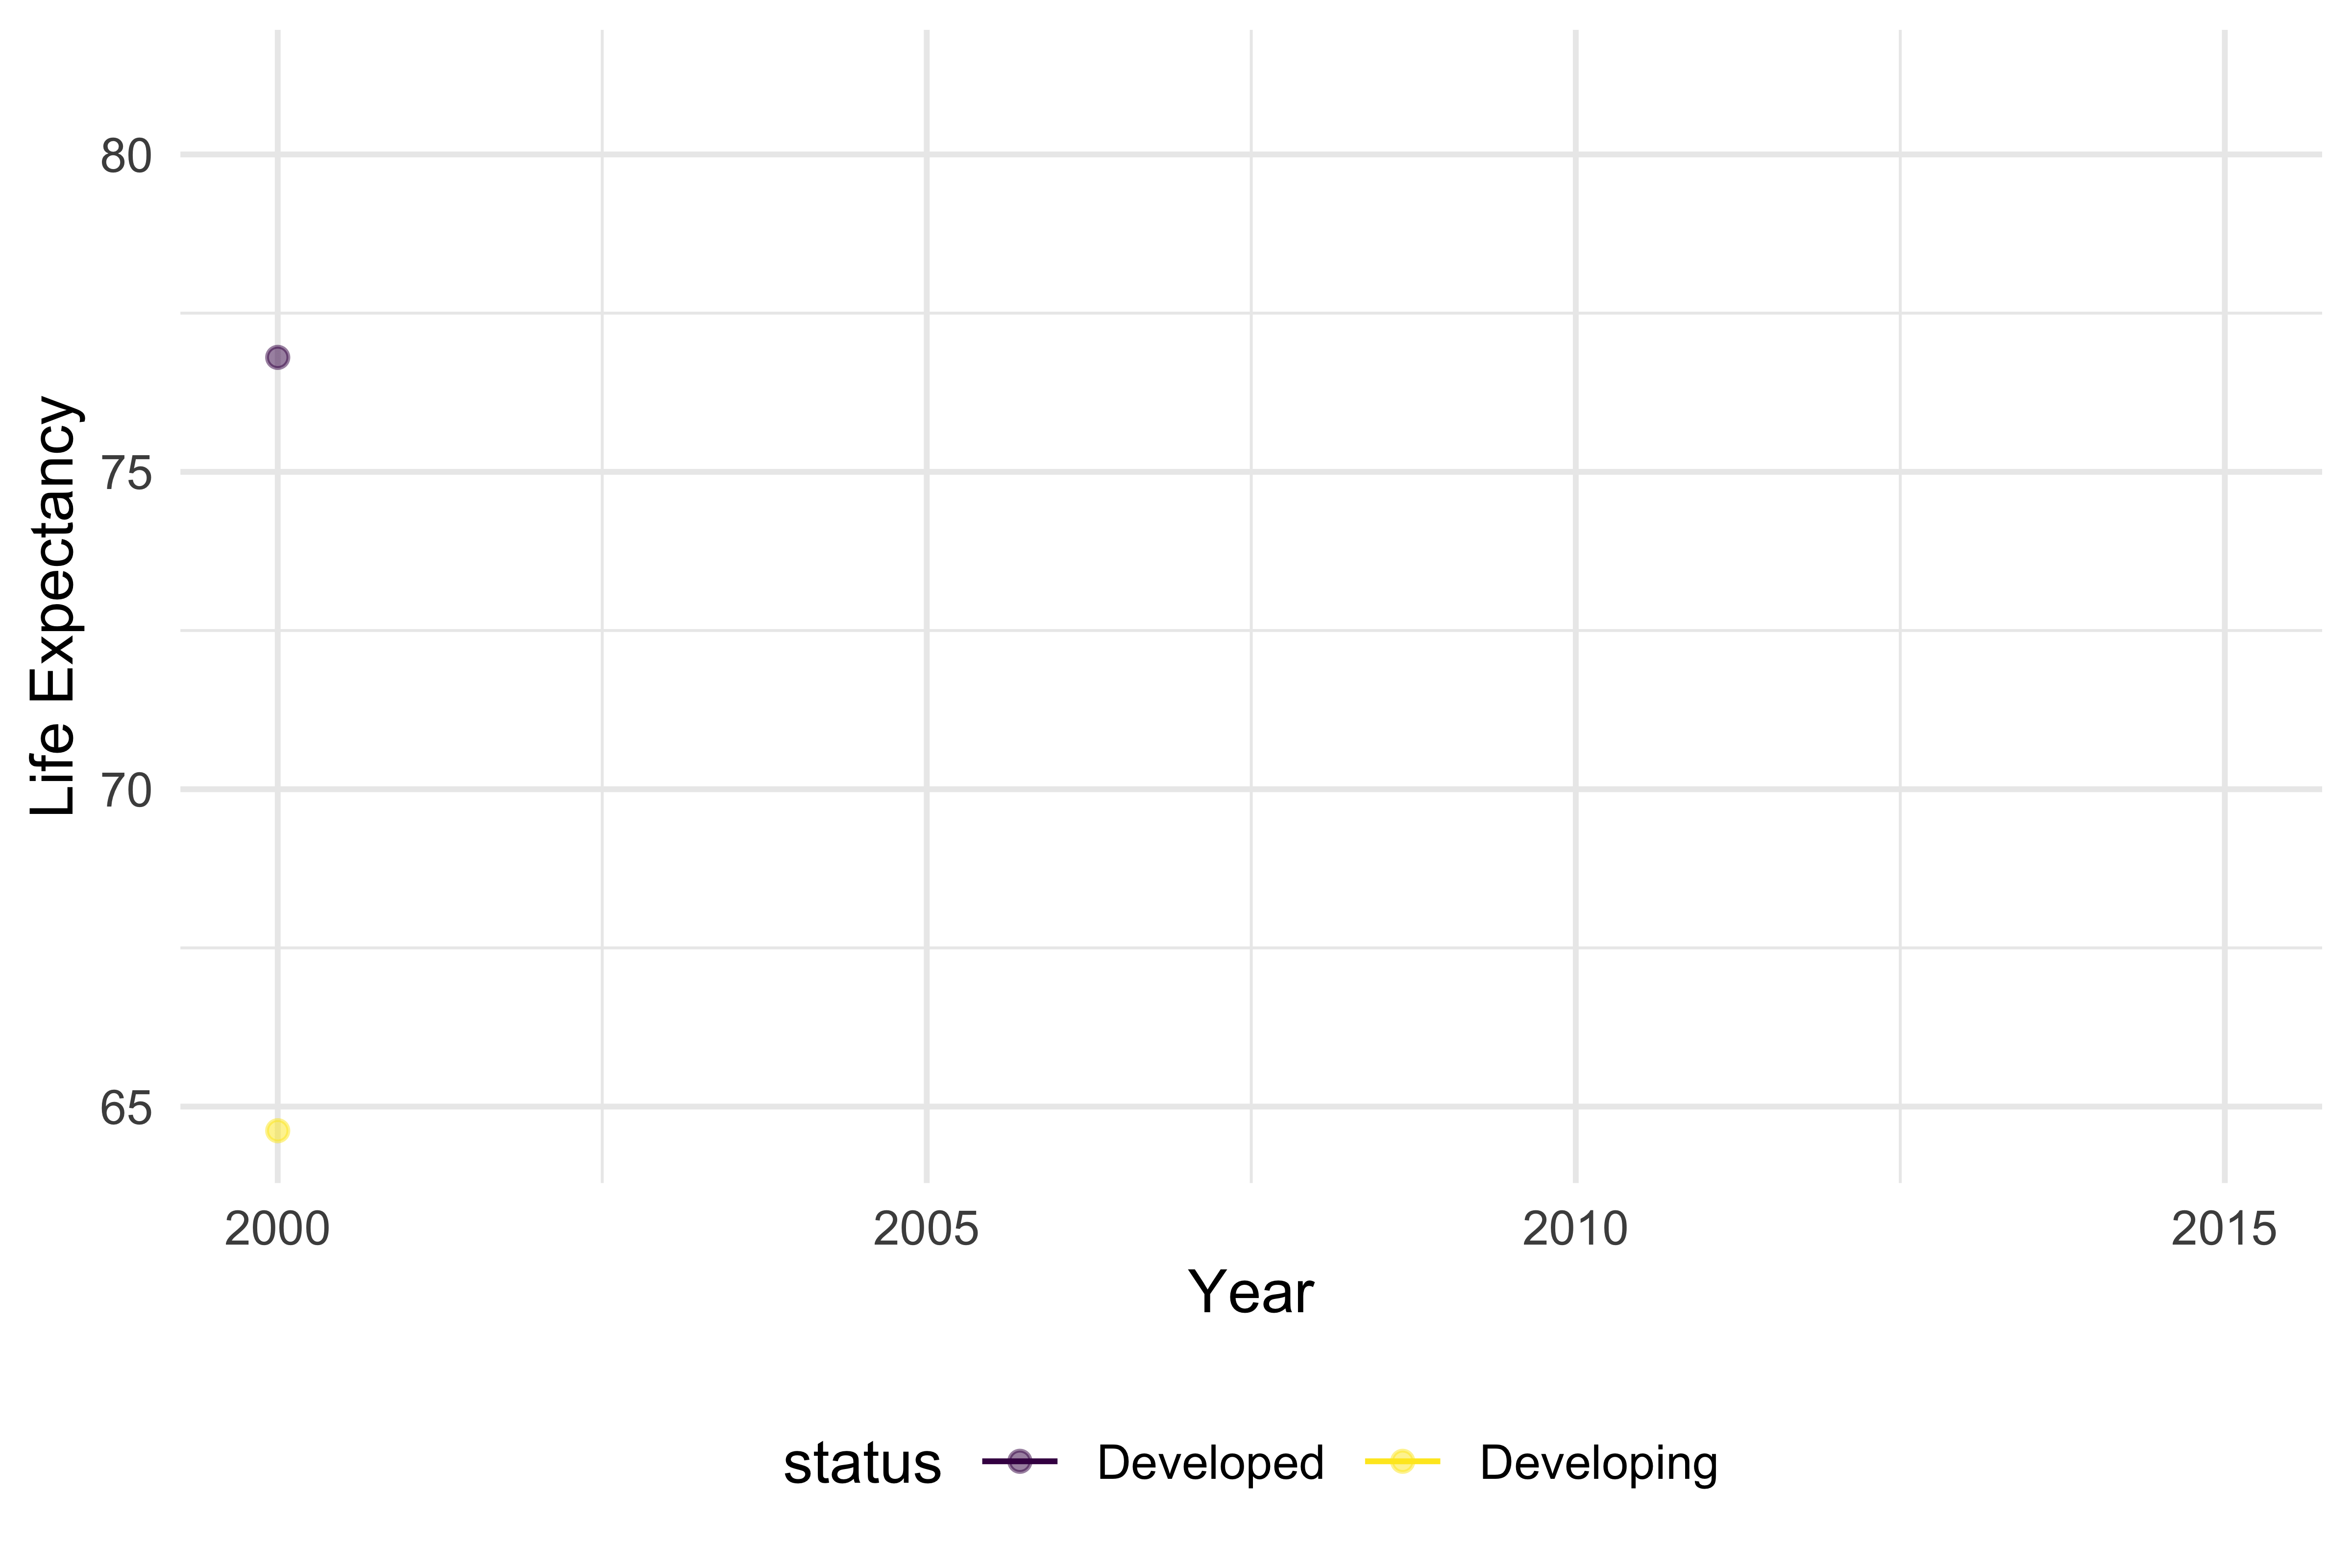 80
75
70
65
Life Expectancy
2000 2005 2010 2015
Year
status Developed Developing